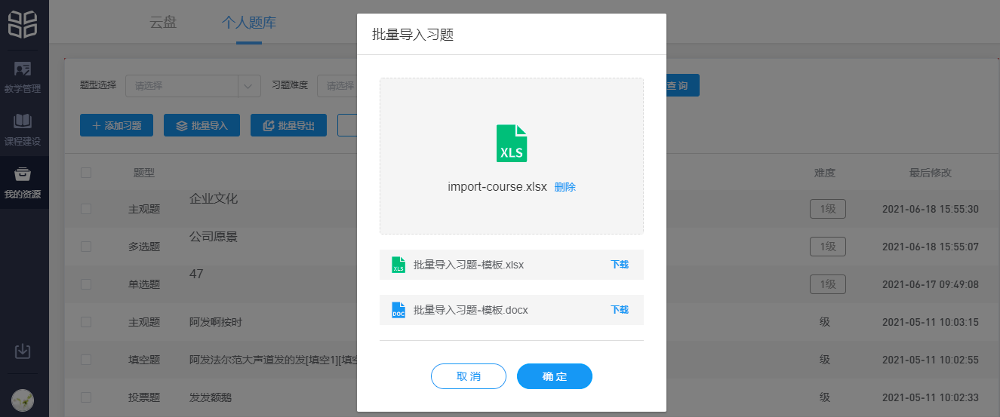 云盘 个人题库
教学管理
课程建设
我的资源
题型选择 请选择 习题难度 请选择 查 询
添加习题 批量导入 批量导出
题型 难度 最后修改
主观题 企业文化 1级 2021-06-18 15:55:30
多选题 公司愿景 1级 2021-06-18 15:55:07
单选题 47 1级 2021-06-17 09:49:08
主观题 阿发啊按时 级 2021-05-11 10:03:15
填空题 阿发法尔范大声道发的发[填空1][填空 级 2021-05-11 10:02:55
投票题 发发额鹅 级 2021-05-11 10:02:33
批量导入习题
XLS
import-course.xlsx 删除
XLS 批量导入习题-模板.xlsx 下载
DOC 批量导入习题-模板.docx 下载
取 消 确 定